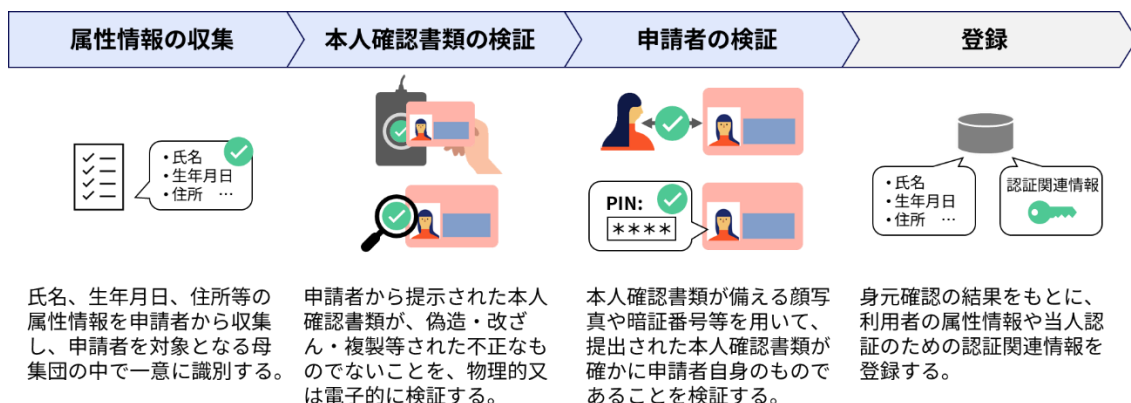 属性情報の収集
本人確認書類の検証
申請者の検証
登録
・氏名
・生年月日
・住所 …
PIN:
****
・氏名
・生年月日
・住所 …
認証関連情報
氏名、生年月日、住所等の
属性情報を申請者から収集
し、申請者を対象となる母
集団の中で一意に識別する。
申請者から提示された本人
確認書類が、偽造・改ざ
ん・複製等された不正なも
のでないことを、物理的又
は電子的に検証する。
本人確認書類が備える顔写
真や暗証番号等を用いて、
提出された本人確認書類が
確かに申請者自身のもので
あることを検証する。
身元確認の結果をもとに、
利用者の属性情報や当人認
証のための認証関連情報を
登録する。